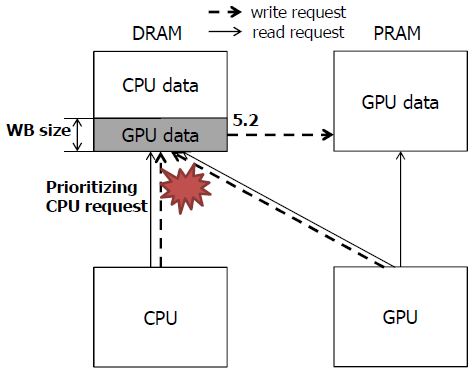 write request
DRAM read request PRAM
CPU data
GPU data
WB size
GPU data
5.2
Prioritizing
CPU request
CPU
GPU